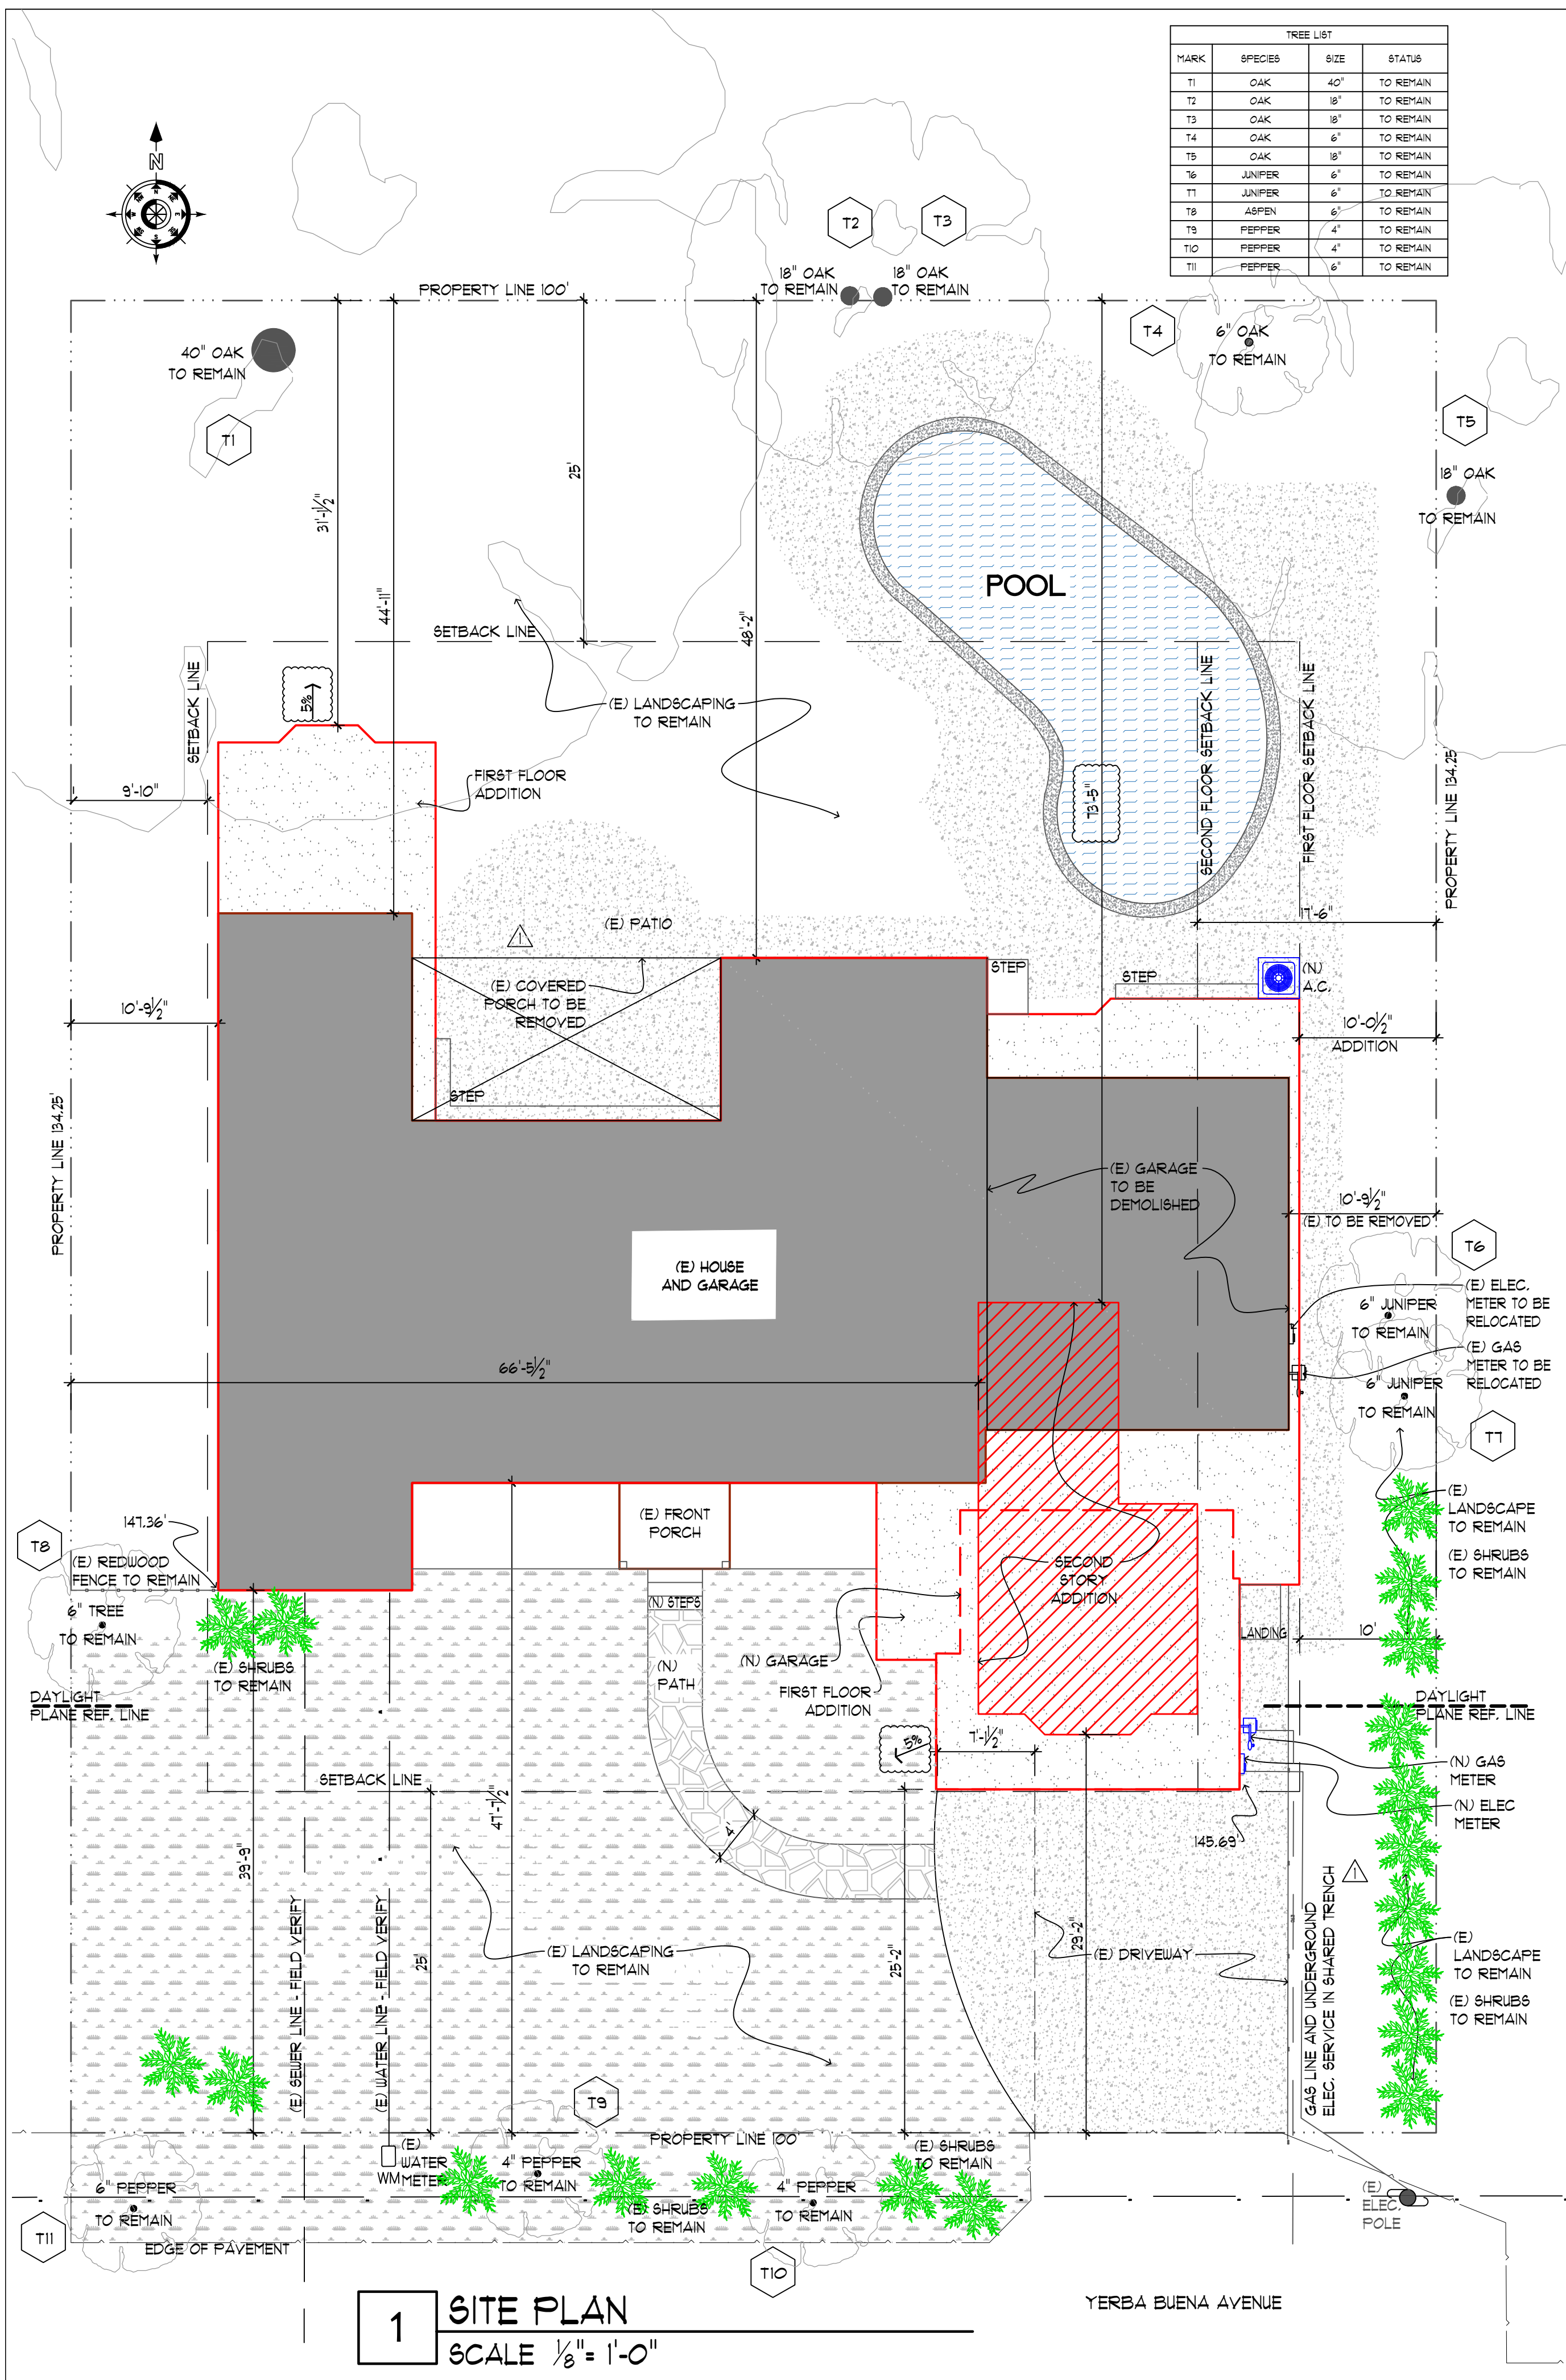 TREE LIST
MARK SPECIES SIZE STATUS
T1 OAK 40" TO REMAIN
T2 OAK 18" TO REMAIN
T3 OAK 18" TO REMAIN
T4 OAK 6" TO REMAIN
T5 OAK 18" TO REMAIN
T6 JUNIPER 6" TO REMAIN
T7 JUNIPER 6" TO REMAIN
T8 ASPEN 6" TO REMAIN
T9 PEPPER 4" TO REMAIN
T10 PEPPER 4" TO REMAIN
T11 PEPPER 6" TO REMAIN
N
T2
T3
18" OAK
TO REMAIN
18" OAK
TO REMAIN
PROPERTY LINE 100'
T4
6" OAK
TO REMAIN
40" OAK
TO REMAIN
T1
T5
18" OAK
TO REMAIN
31'-1 1/2"
25'
44'-11"
48'-2"
POOL
SETBACK LINE
SETBACK LINE
5%
(E) LANDSCAPING
TO REMAIN
SECOND FLOOR SETBACK LINE
FIRST FLOOR SETBACK LINE
PROPERTY LINE 134.25'
9'-10"
FIRST FLOOR
ADDITION
73'-5"
17'-6"
(E) PATIO
1
(E) COVERED
PORCH TO BE
REMOVED
STEP
STEP
STEP
(N)
A.C.
10'-9 1/2"
10'-0 1/2"
ADDITION
PROPERTY LINE 134.25'
(E) GARAGE
TO BE
DEMOLISHED
10'-9 1/2"
(E) TO BE REMOVED
T6
(E) HOUSE
AND GARAGE
(E) ELEC.
METER TO BE
RELOCATED
6" JUNIPER
TO REMAIN
(E) GAS
METER TO BE
RELOCATED
6" JUNIPER
TO REMAIN
T7
66'-5 1/2"
(E)
LANDSCAPE
TO REMAIN
(E) SHRUBS
TO REMAIN
(E) FRONT
PORCH
147.36'
T8
(E) REDWOOD
FENCE TO REMAIN
6" TREE
TO REMAIN
SECOND
STORY
ADDITION
(N) STEPS
(N)
PATH
(N) GARAGE
FIRST FLOOR
ADDITION
LANDING
10'
(E) SHRUBS
TO REMAIN
DAYLIGHT
PLANE REF. LINE
DAYLIGHT
PLANE REF. LINE
5%
7'-1 1/2"
(N) GAS
METER
(N) ELEC
METER
SETBACK LINE
47'-7 1/2"
4'
145.69'
39'-9"
1
(E) SEWER LINE - FIELD VERIFY
(E) WATER LINE - FIELD VERIFY
25'
(E) LANDSCAPING
TO REMAIN
25'-2"
29'-2"
(E) DRIVEWAY
GAS LINE AND UNDERGROUND
ELEC. SERVICE IN SHARED TRENCH
(E)
LANDSCAPE
TO REMAIN
(E) SHRUBS
TO REMAIN
T9
PROPERTY LINE 100'
(E)
WATER
METER
WM
4" PEPPER
TO REMAIN
(E) SHRUBS
TO REMAIN
6" PEPPER
TO REMAIN
(E) SHRUBS
TO REMAIN
4" PEPPER
TO REMAIN
(E)
ELEC.
POLE
T11
EDGE OF PAVEMENT
T10
1
SITE PLAN
SCALE 1/8"= 1'-0"
YERBA BUENA AVENUE